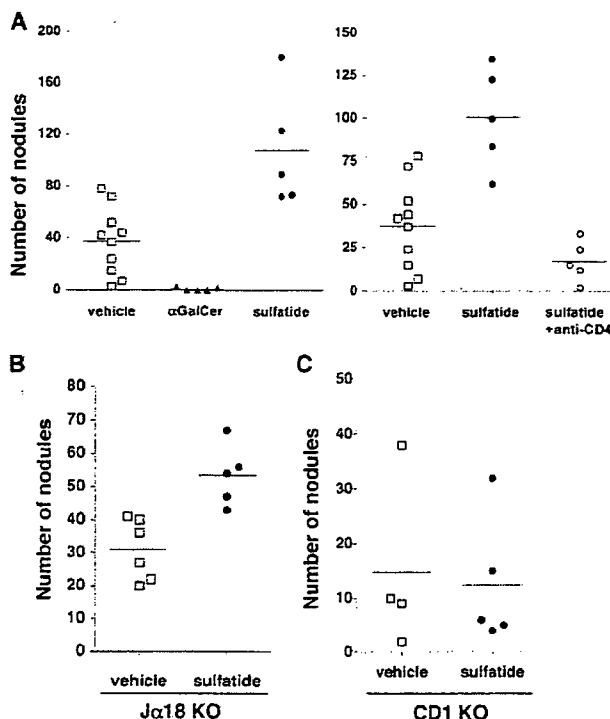 A
Number of nodules
200
160
120
80
40
0
vehicle αGalCer sulfatide
150
125
100
75
50
25
0
vehicle sulfatide sulfatide
+anti-CD4
B
Number of nodules
80
70
60
50
40
30
20
10
0
vehicle sulfatide
Jα18 KO
C
Number of nodules
50
40
30
20
10
0
vehicle sulfatide
CD1 KO